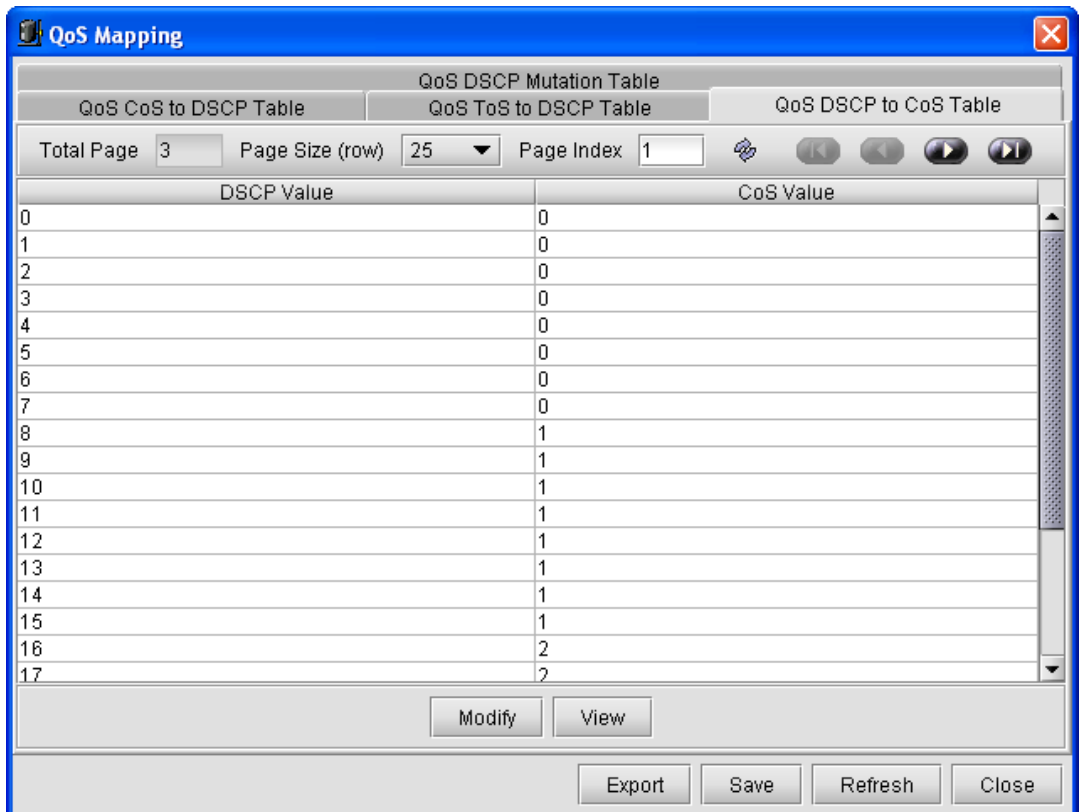 QoS Mapping
QoS DSCP Mutation Table
QoS CoS to DSCP Table QoS ToS to DSCP Table QoS DSCP to CoS Table
Total Page 3 Page Size (row) 25 Page Index 1
DSCP Value CoS Value
0 0
1 0
2 0
3 0
4 0
5 0
6 0
7 0
8 1
9 1
10 1
11 1
12 1
13 1
14 1
15 1
16 2
17 2
Modify View
Export Save Refresh Close